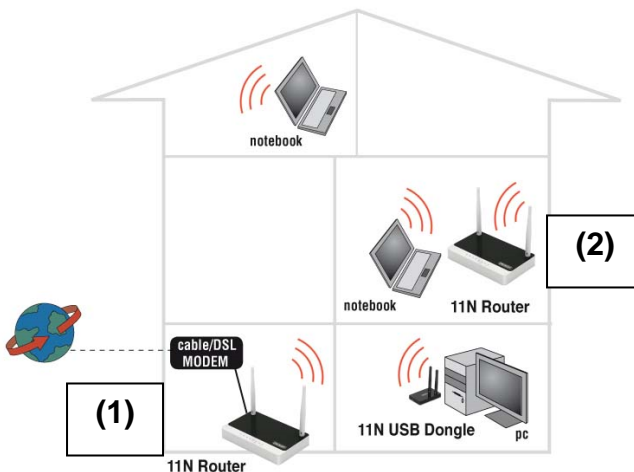 notebook
(2)
notebook
11N Router
cable/DSL
MODEM
(1)
11N USB Dongle
pc
11N Router